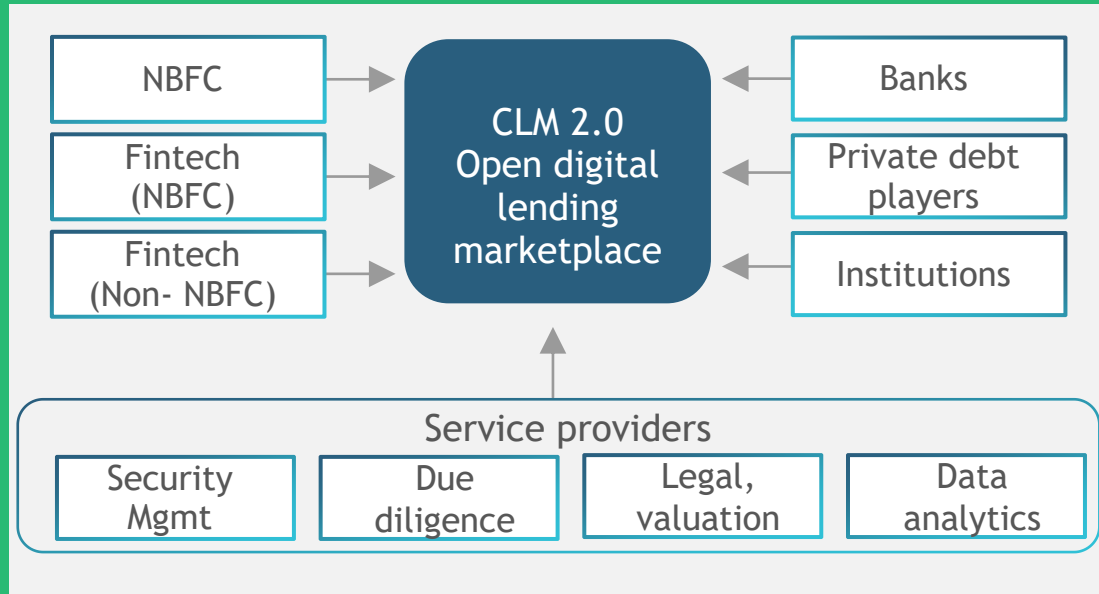 NBFC
Fintech
(NBFC)
Fintech
(Non- NBFC)
CLM 2.0
Open digital
lending
marketplace
Banks
Private debt
players
Institutions
Service providers
Security
Mgmt
Due
diligence
Legal,
valuation
Data
analytics